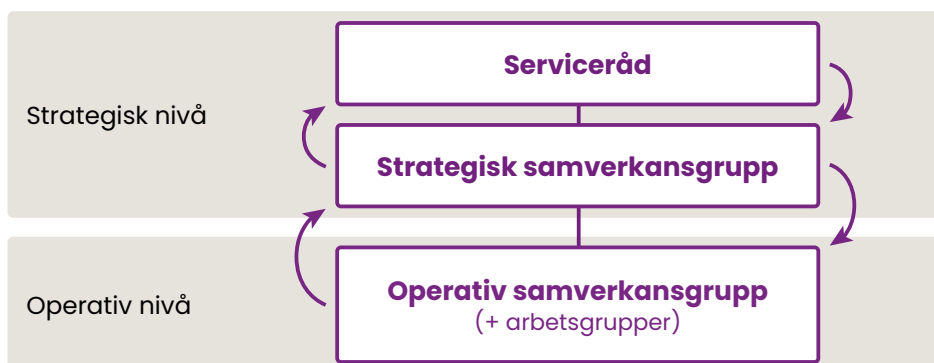 Serviceråd
Strategisk nivå
Strategisk samverkansgrupp
Operativ samverkansgrupp
Operativ nivå
(+ arbetsgrupper)